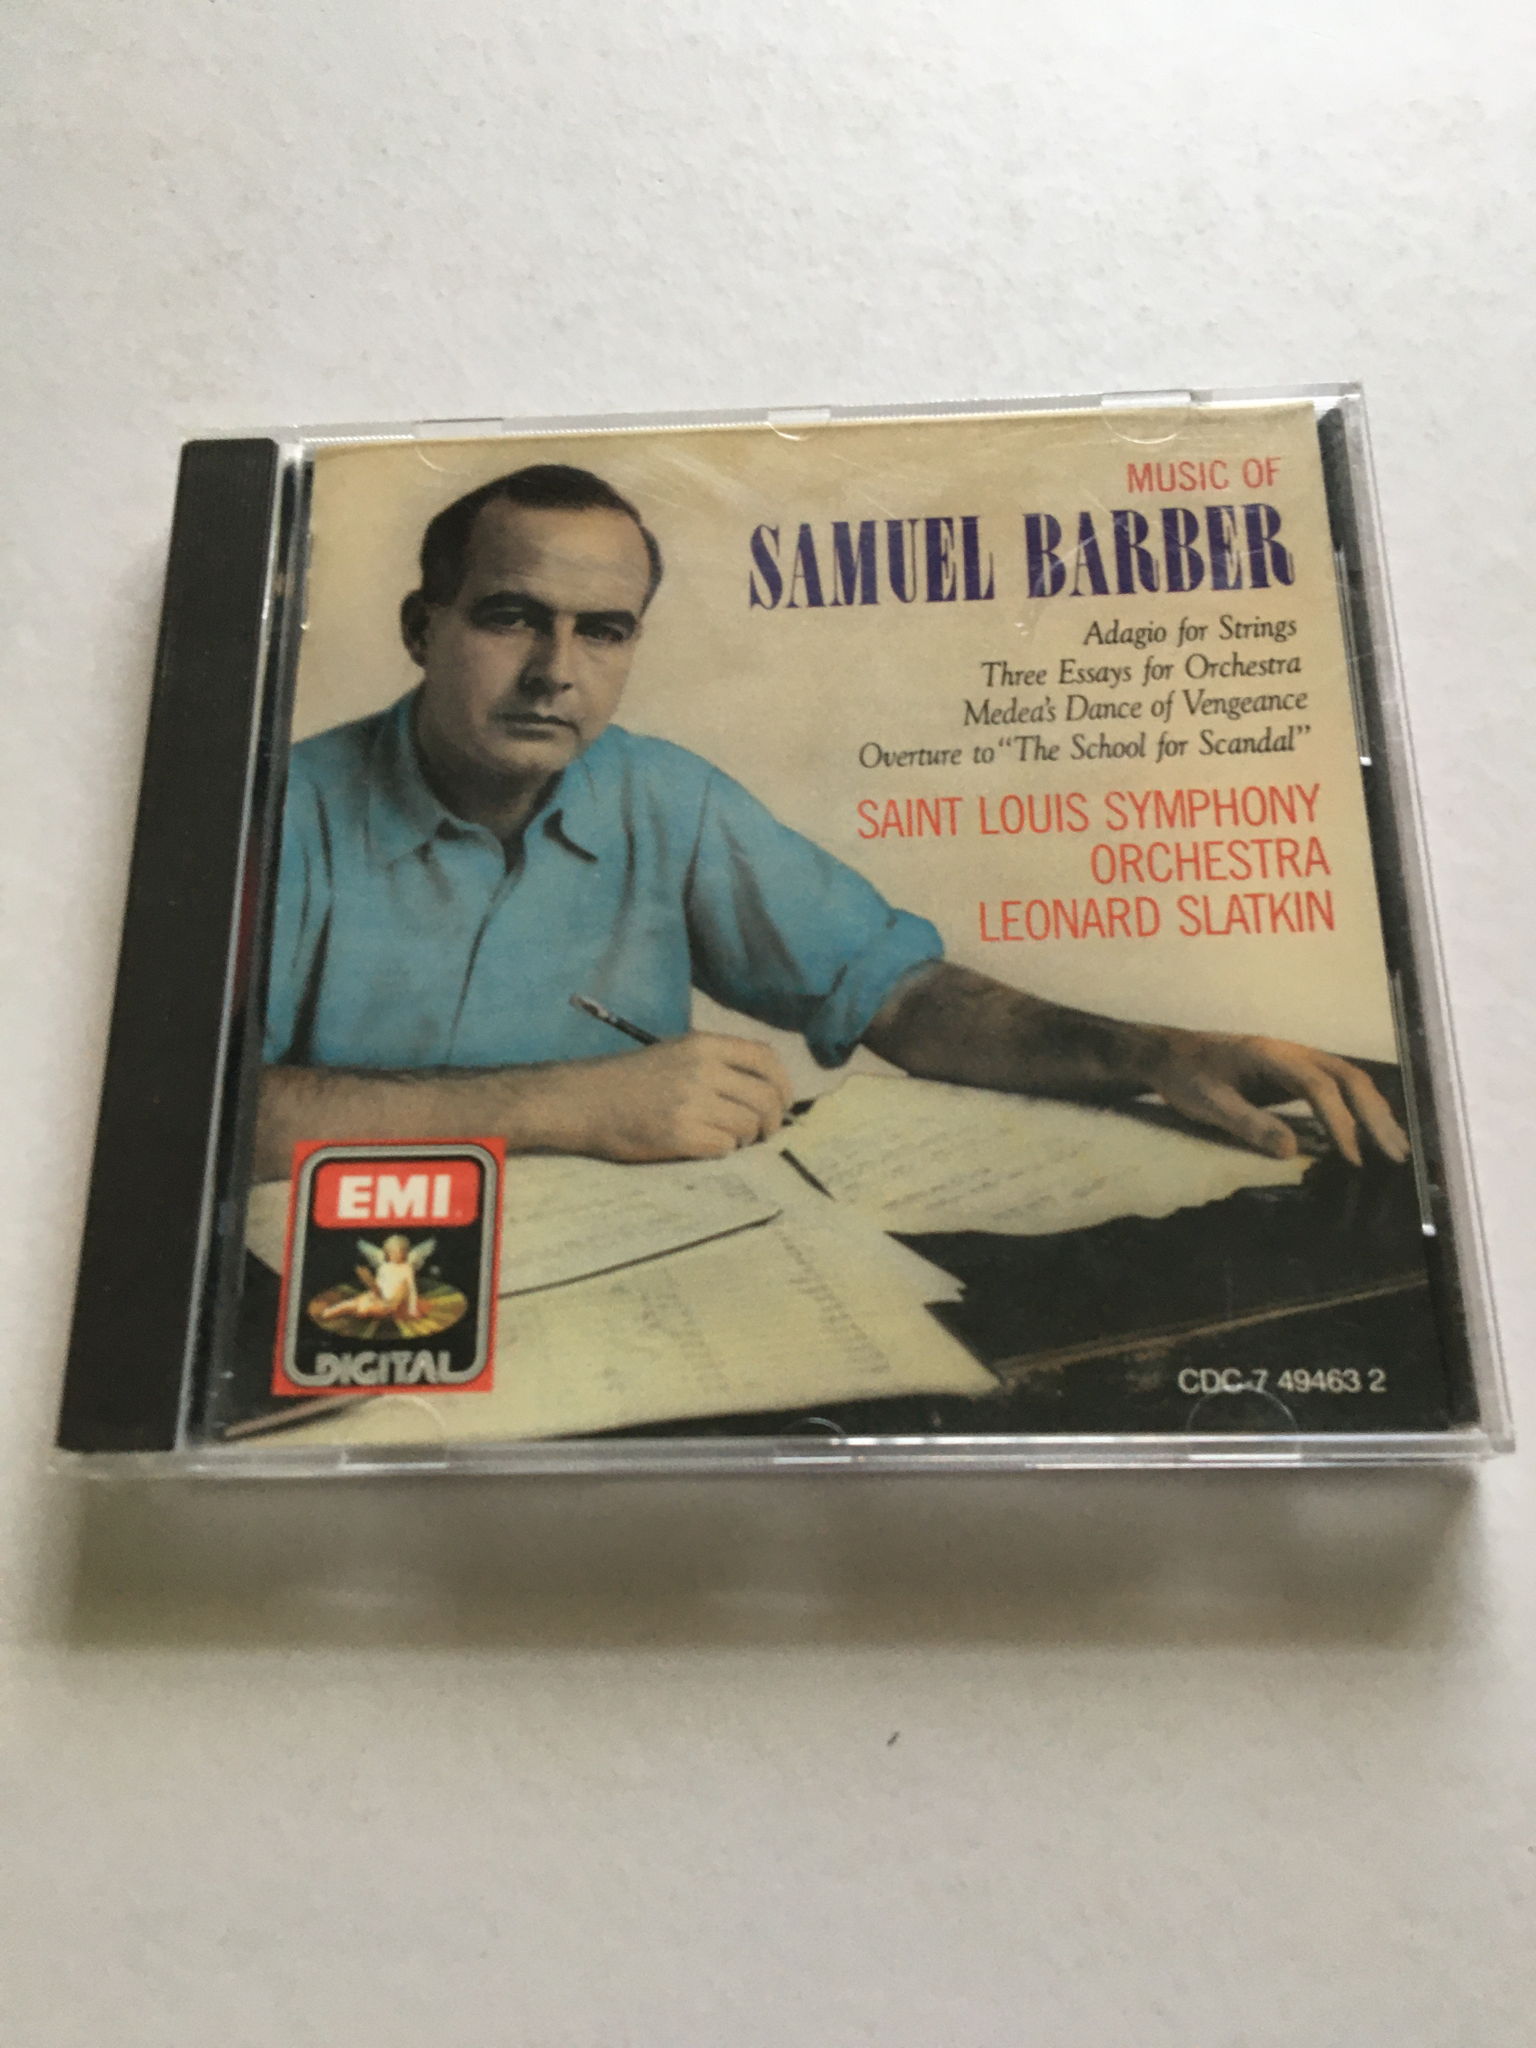 MUSIC OF
SAMUEL BARBER
Adagio for Strings
Three Essays for Orchestra
Medea's Dance of Vengeance
Overture to "The School for Scandal"
SAINT LOUIS SYMPHONY
ORCHESTRA
LEONARD SLATKIN
EMI
DIGITAL
CDC-7 49463 2